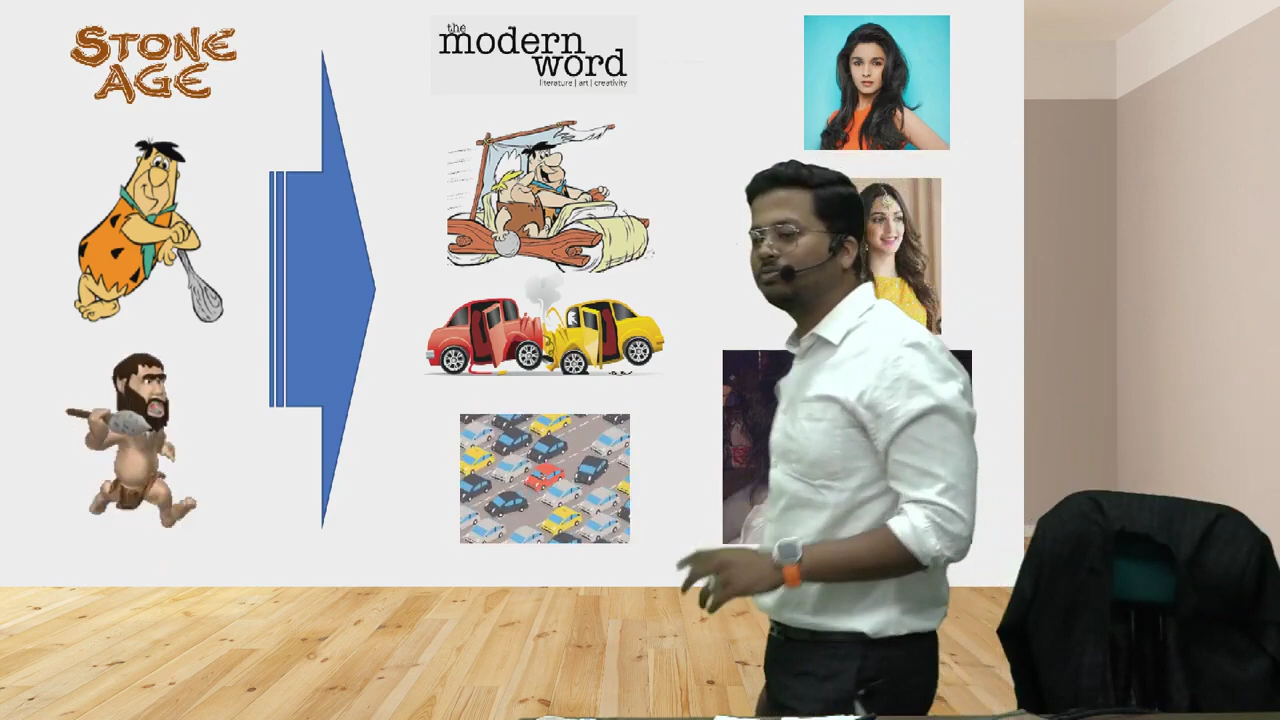 STONE
AGE
the
modern
word
literature | art | creativity